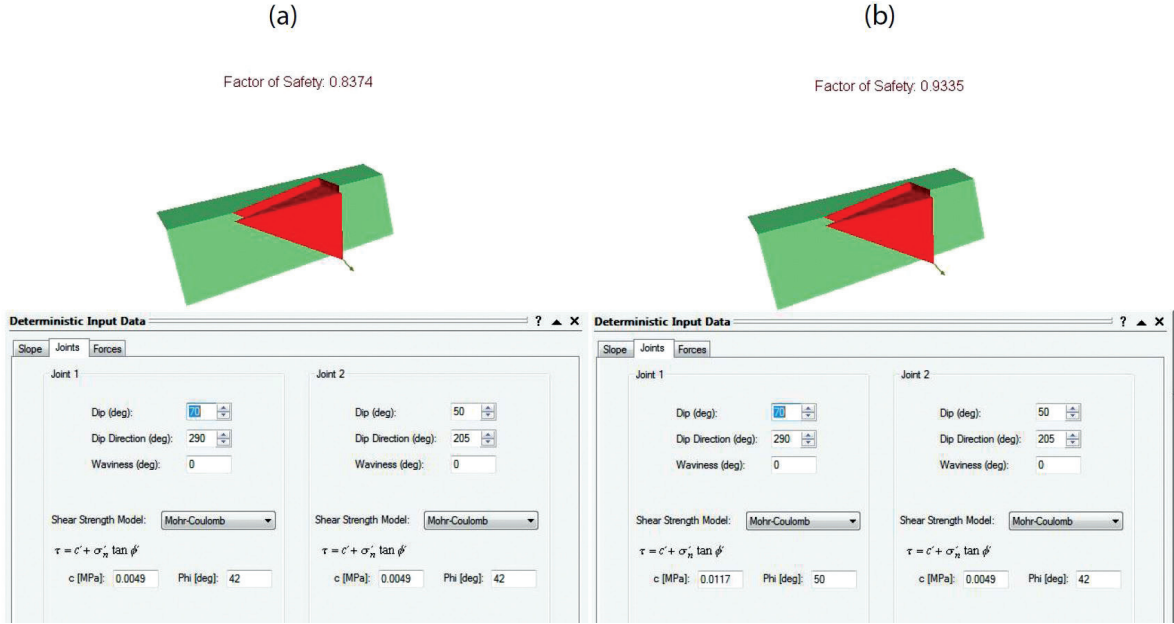 (a)
Factor of Safety: 0.8374
Deterministic Input Data ? ▲ ×
Slope Joints Forces
Joint 1 Joint 2
Dip (deg): 70 Dip (deg): 50
Dip Direction (deg): 290 Dip Direction (deg): 205
Waviness (deg): 0 Waviness (deg): 0
Shear Strength Model: Mohr-Coulomb Shear Strength Model: Mohr-Coulomb
τ = c′ + σ′n tan φ′ τ = c′ + σ′n tan φ′
c [MPa]: 0.0049 Phi [deg]: 42 c [MPa]: 0.0049 Phi [deg]: 42
(b)
Factor of Safety: 0.9335
Deterministic Input Data ? ▲ ×
Slope Joints Forces
Joint 1 Joint 2
Dip (deg): 70 Dip (deg): 50
Dip Direction (deg): 290 Dip Direction (deg): 205
Waviness (deg): 0 Waviness (deg): 0
Shear Strength Model: Mohr-Coulomb Shear Strength Model: Mohr-Coulomb
τ = c′ + σ′n tan φ′ τ = c′ + σ′n tan φ′
c [MPa]: 0.0117 Phi [deg]: 50 c [MPa]: 0.0049 Phi [deg]: 42